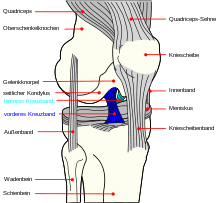 Quadriceps
Oberschenkelknochen
Gelenkknorpel
seitlicher Kondylus
hinteres Kreuzband
vorderes Kreuzband
Außenband
Wadenbein
Schienbein
Quadriceps-Sehne
Kniescheibe
Innenband
Meniskus
Kniescheibenband